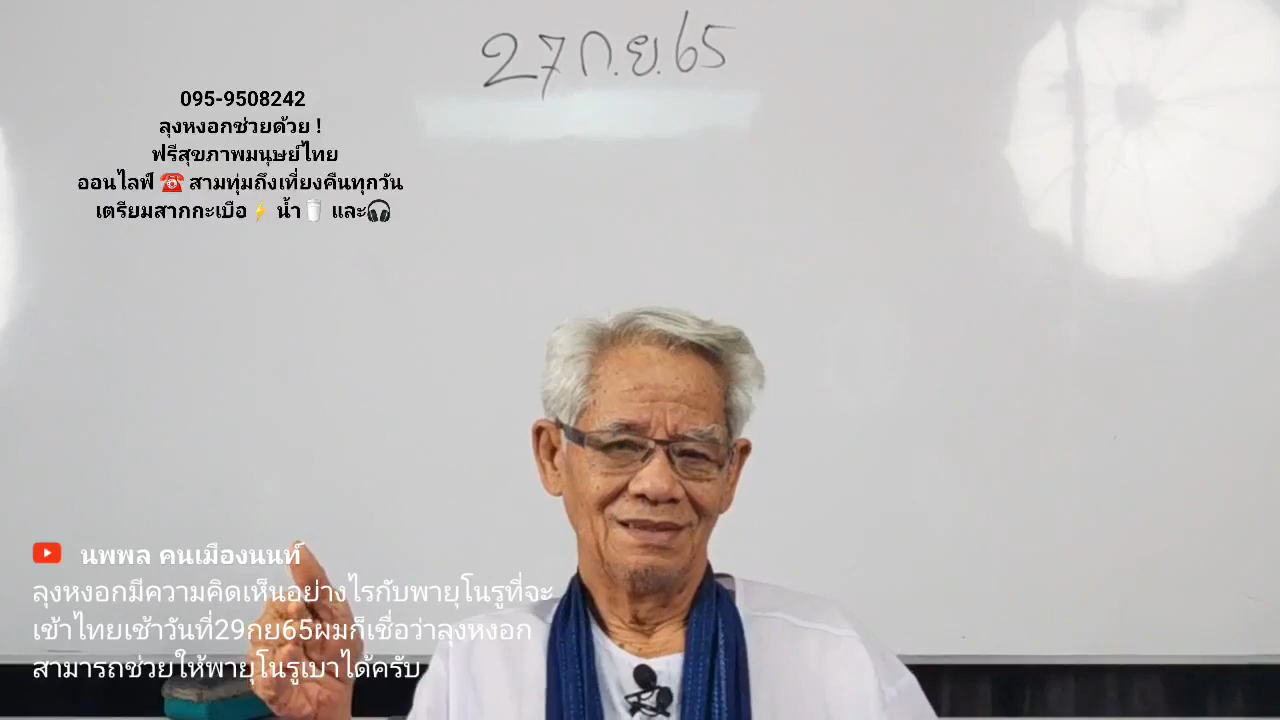 27 ก.ย. 65
095-9508242
ลุงหงอกช่วยด้วย !
ฟรีสุขภาพมนุษย์ไทย
ออนไลฟ์ ☎️ สามทุ่มถึงเที่ยงคืนทุกวัน
เตรียมสากกะเบือ⚡ น้ำ🥛 และ🎧
นพพล คนเมืองนนท์
ลุงหงอกมีความคิดเห็นอย่างไรกับพายุโนรูที่จะ
เข้าไทยเช้าวันที่29กย65ผมก็เชื่อว่าลุงหงอก
สามารถช่วยให้พายุโนรูเบาได้ครับ